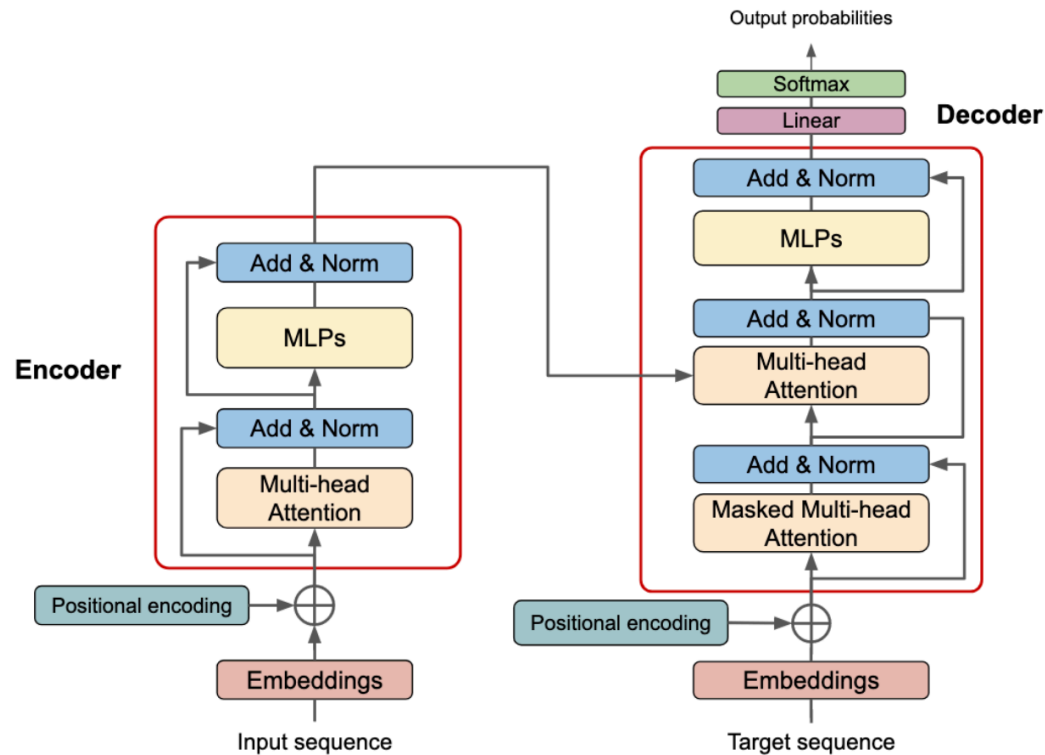 Output probabilities
Softmax
Linear
Decoder
Add & Norm
MLPs
Add & Norm
Multi-head
Attention
Add & Norm
Masked Multi-head
Attention
Positional encoding
Embeddings
Target sequence
Encoder
Add & Norm
MLPs
Add & Norm
Multi-head
Attention
Positional encoding
Embeddings
Input sequence